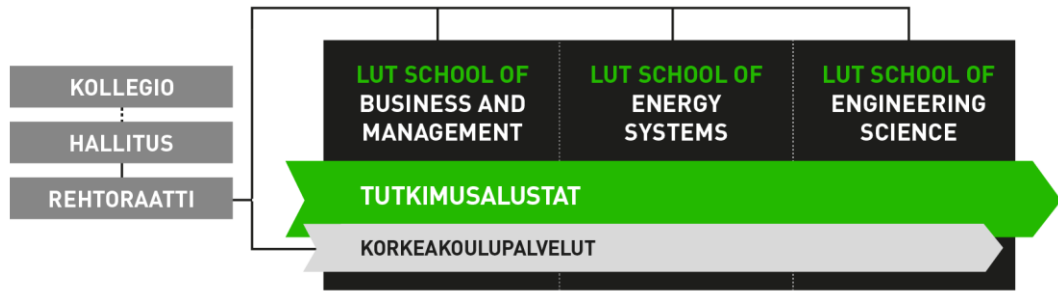 KOLLEGIO
HALLITUS
REHTORAATTI
LUT SCHOOL OF
BUSINESS AND
MANAGEMENT
LUT SCHOOL OF
ENERGY
SYSTEMS
LUT SCHOOL OF
ENGINEERING
SCIENCE
TUTKIMUSALUSTAT
KORKEAKOULUPALVELUT